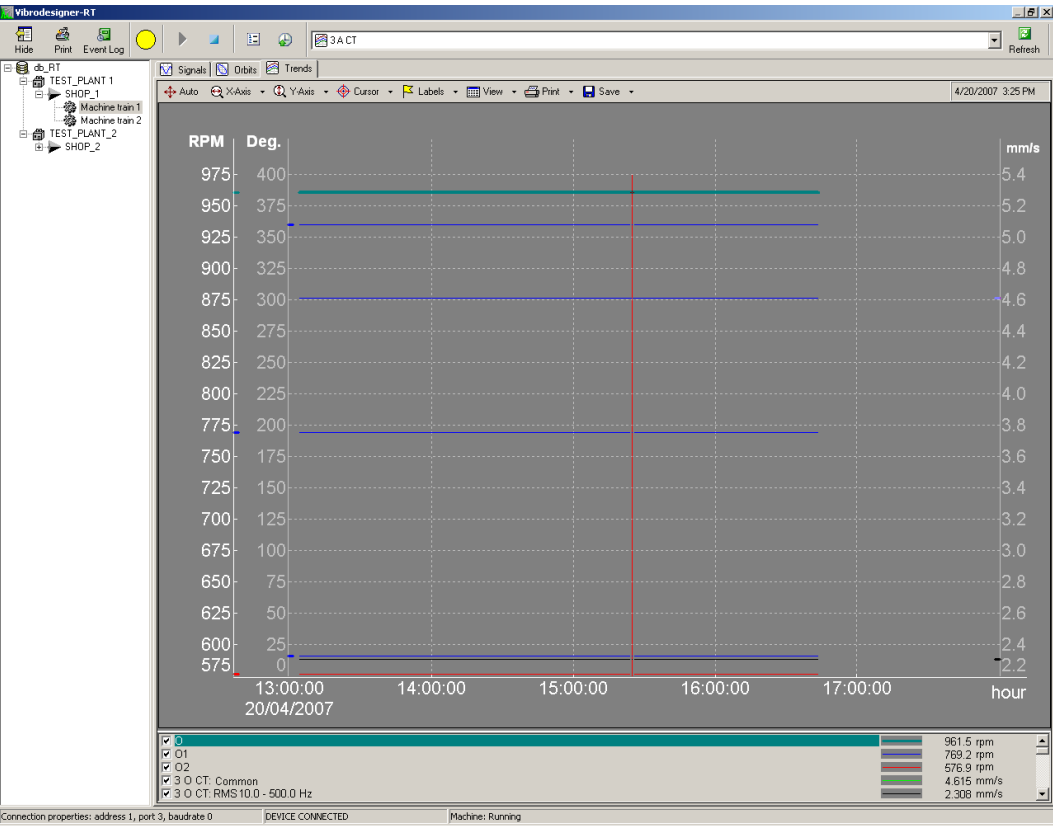 Vibrodesigner-RT
Hide Print Event Log 3 A CT Refresh
db_RT
TEST_PLANT 1
SHOP_1
Machine train 1
Machine train 2
TEST_PLANT_2
SHOP_2
Signals Orbits Trends
Auto X-Axis Y-Axis Cursor Labels View Print Save 4/20/2007 3:25 PM
RPM Deg. mm/s
975 400 5.4
950 375 5.2
925 350 5.0
900 325 4.8
875 300 4.6
850 275 4.4
825 250 4.2
800 225 4.0
775 200 3.8
750 175 3.6
725 150 3.4
700 125 3.2
675 100 3.0
650 75 2.8
625 50 2.6
600 25 2.4
575 0 2.2
13:00:00 14:00:00 15:00:00 16:00:00 17:00:00 hour
20/04/2007
O 961.5 rpm
O1 769.2 rpm
O2 576.9 rpm
3 O CT: Common 4.615 mm/s
3 O CT: RMS 10.0 - 500.0 Hz 2.308 mm/s
Connection properties: address 1, port 3, baudrate 0 DEVICE CONNECTED Machine: Running